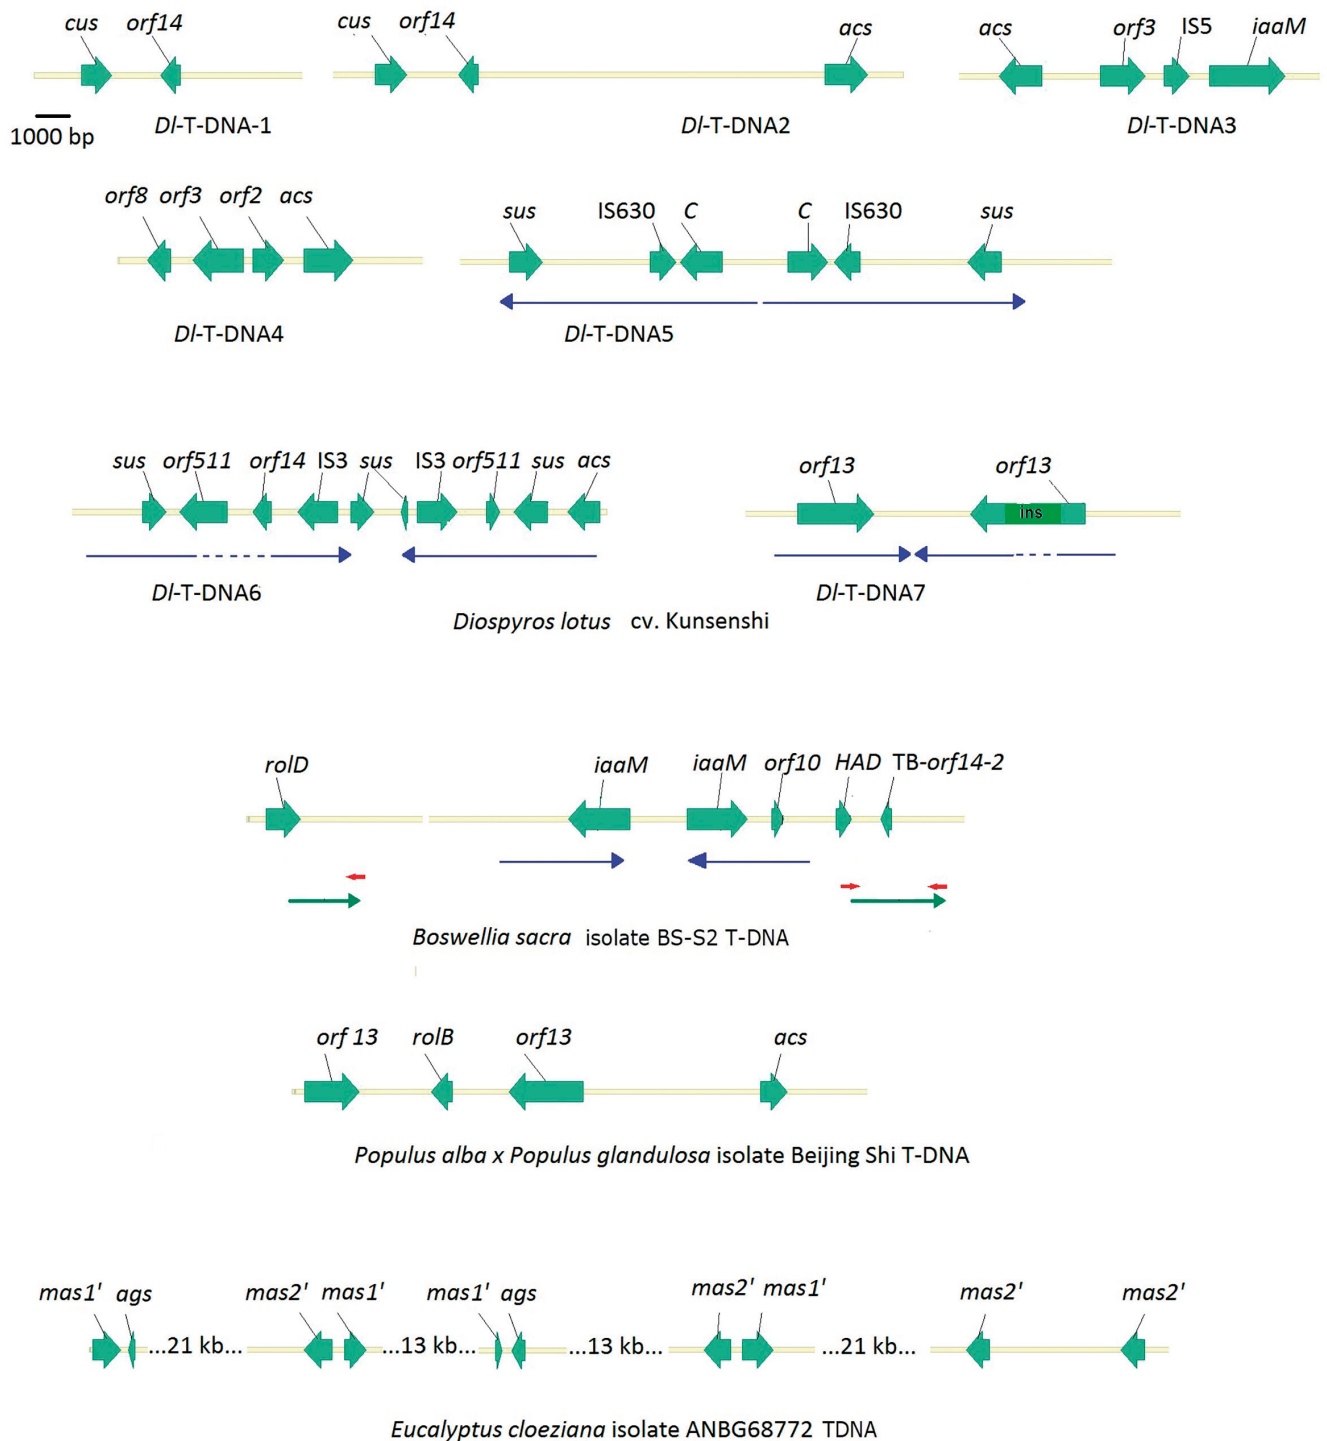 cus orf14 cus orf14 acs acs orf3 IS5 iaaM
1000 bp
Dl-T-DNA-1 Dl-T-DNA2 Dl-T-DNA3
orf8 orf3 orf2 acs sus IS630 C C IS630 sus
Dl-T-DNA4 Dl-T-DNA5
sus orf511 orf14 IS3 sus IS3 orf511 sus acs orf13 orf13
ins
Dl-T-DNA6 Dl-T-DNA7
Diospyros lotus cv. Kunsenshi
rolD iaaM iaaM orf10 HAD TB-orf14-2
Boswellia sacra isolate BS-S2 T-DNA
orf 13 rolB orf13 acs
Populus alba x Populus glandulosa isolate Beijing Shi T-DNA
mas1' ags mas2' mas1' mas1' ags mas2' mas1' mas2' mas2'
...21 kb... ...13 kb... ...13 kb... ...21 kb...
Eucalyptus cloeziana isolate ANBG68772 TDNA